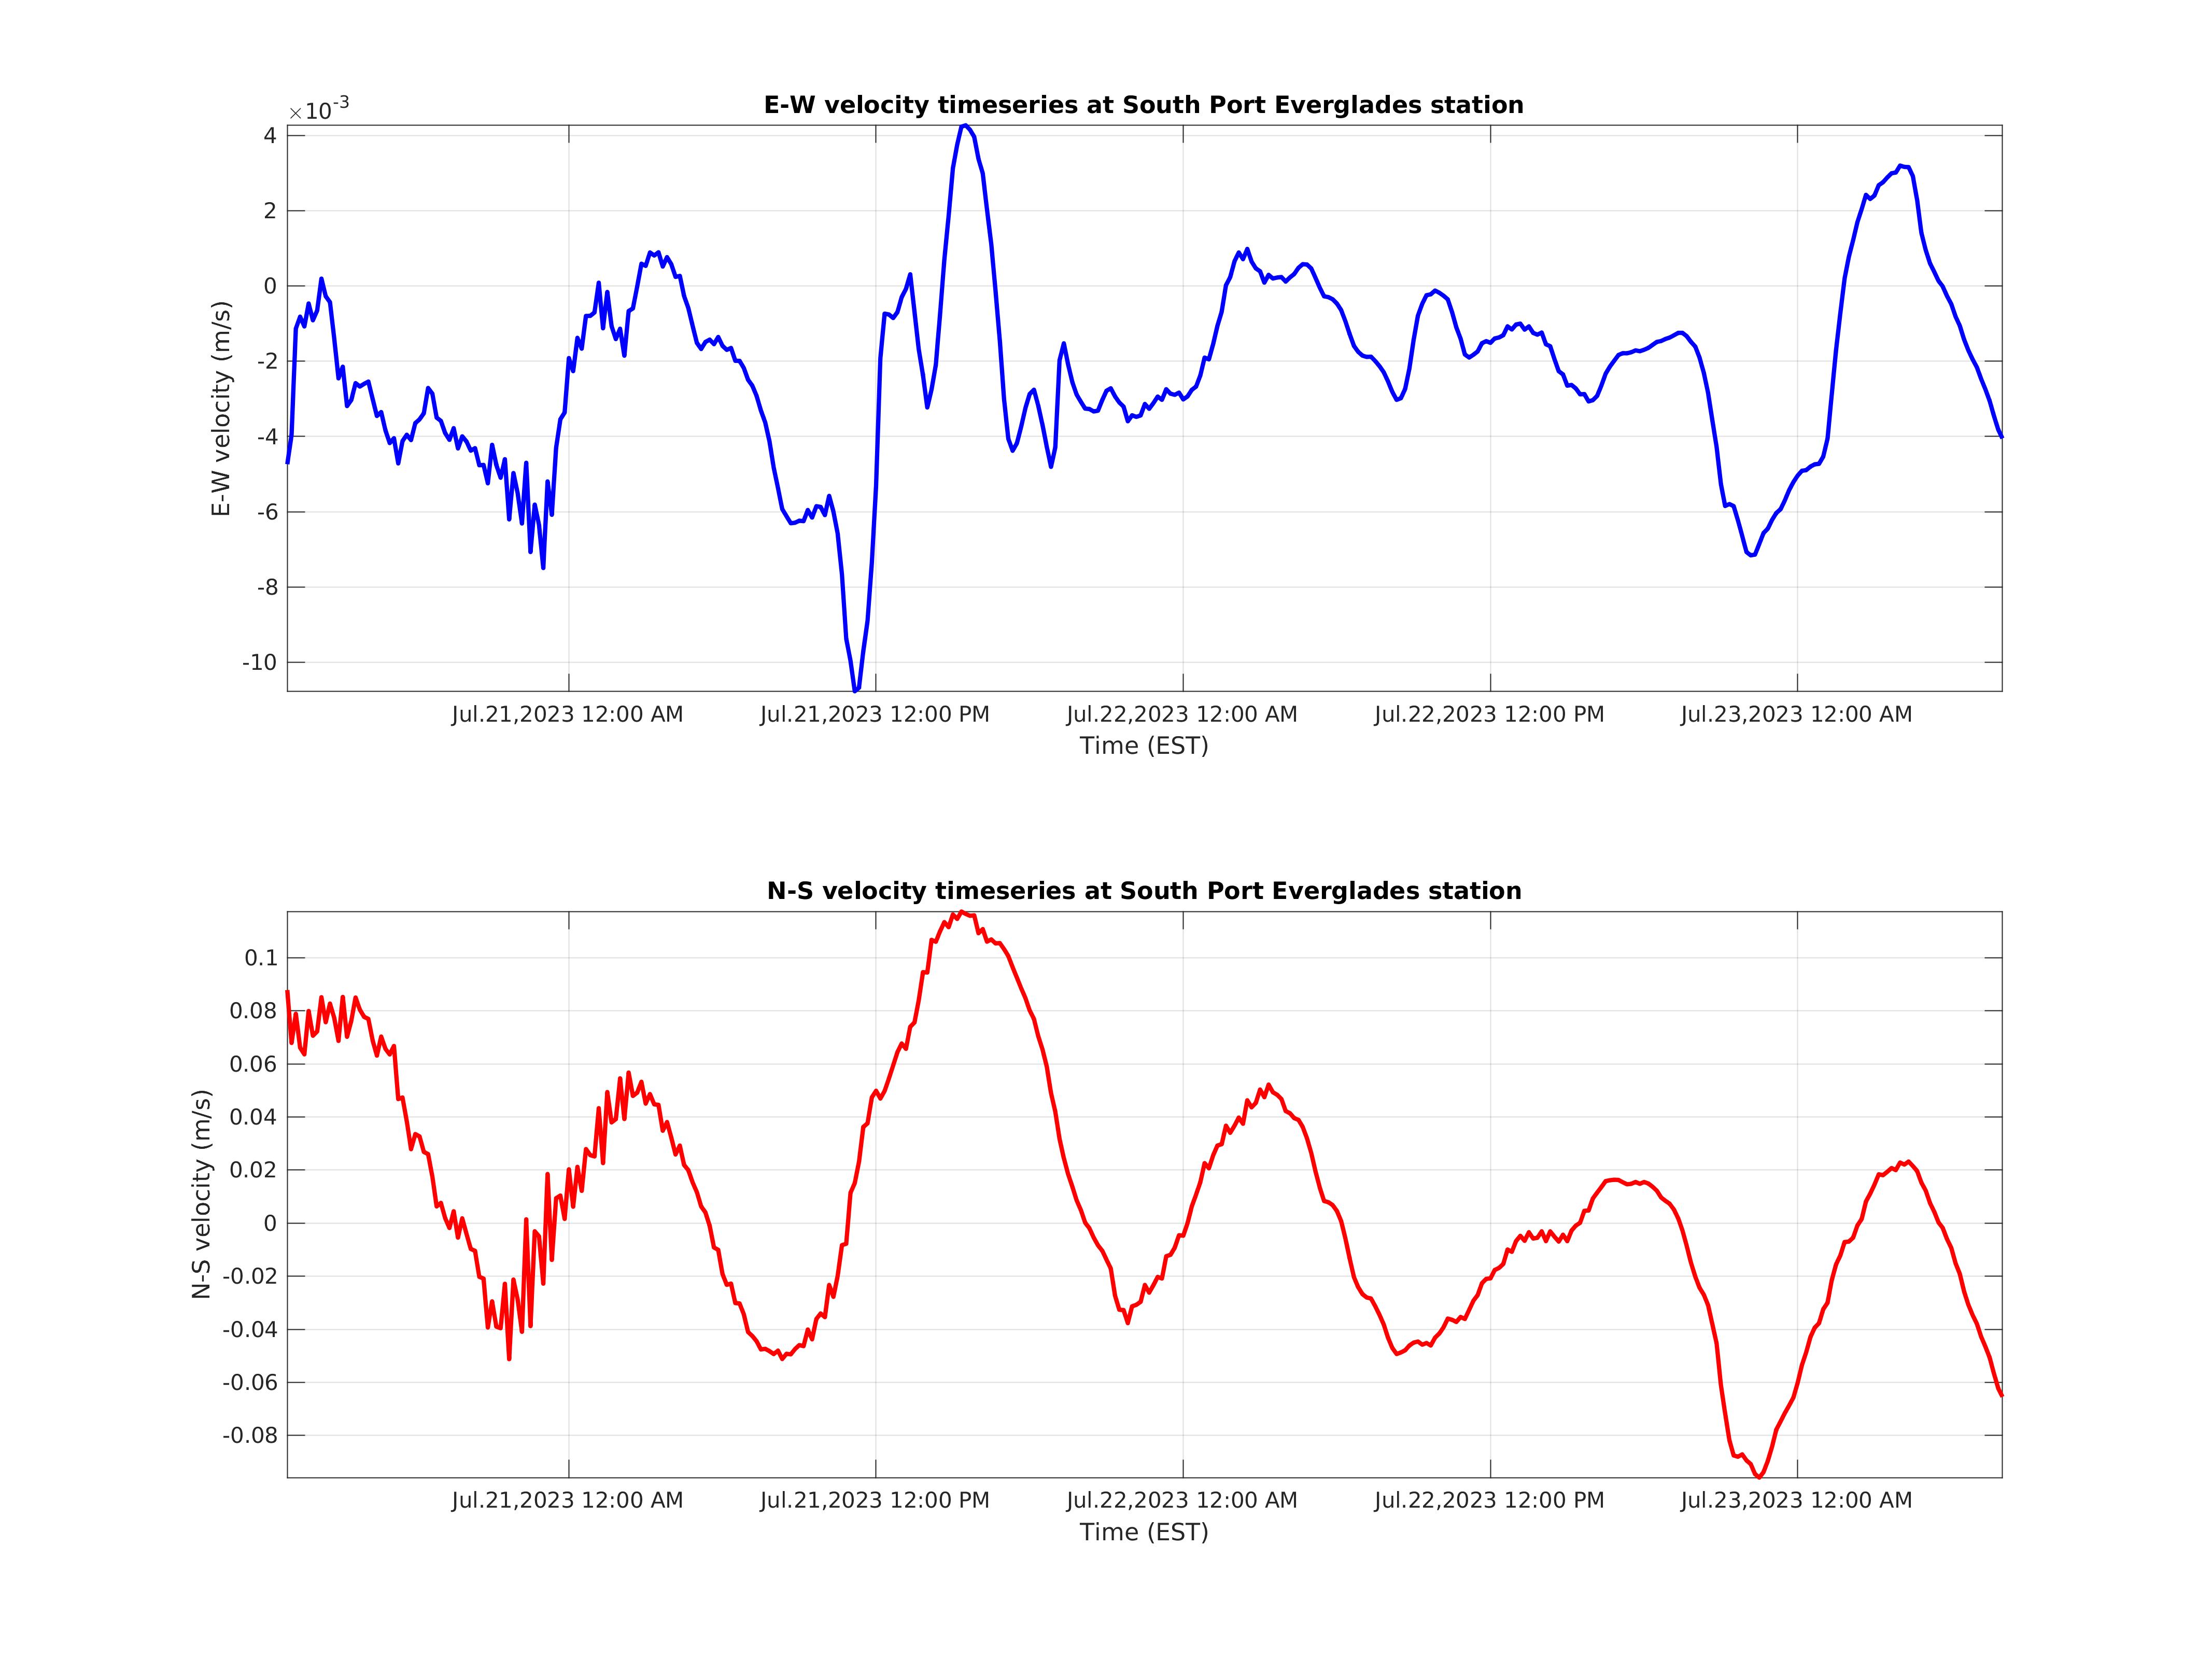 E-W velocity timeseries at South Port Everglades station
×10-3
4
2
0
-2
-4
-6
-8
-10
E-W velocity (m/s)
Jul.21,2023 12:00 AM
Jul.21,2023 12:00 PM
Jul.22,2023 12:00 AM
Jul.22,2023 12:00 PM
Jul.23,2023 12:00 AM
Time (EST)
N-S velocity timeseries at South Port Everglades station
0.1
0.08
0.06
0.04
0.02
0
-0.02
-0.04
-0.06
-0.08
N-S velocity (m/s)
Jul.21,2023 12:00 AM
Jul.21,2023 12:00 PM
Jul.22,2023 12:00 AM
Jul.22,2023 12:00 PM
Jul.23,2023 12:00 AM
Time (EST)